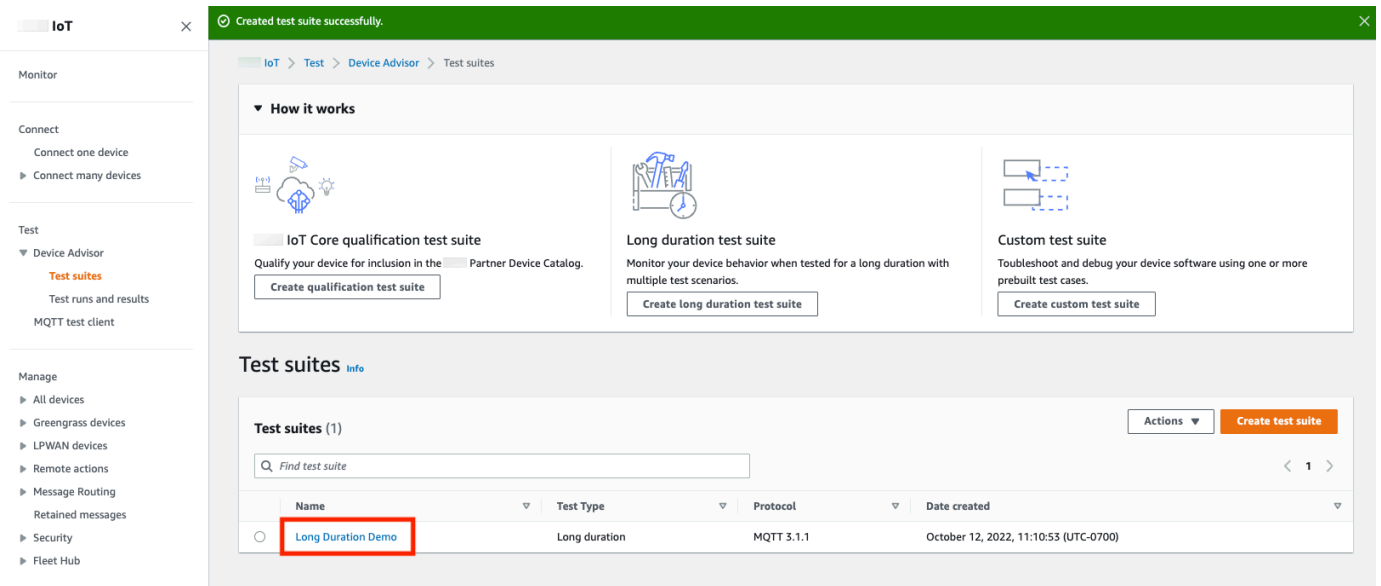 IoT
Created test suite successfully.
Monitor
Connect
Connect one device
Connect many devices
Test
Device Advisor
Test suites
Test runs and results
MQTT test client
Manage
All devices
Greengrass devices
LPWAN devices
Remote actions
Message Routing
Retained messages
Security
Fleet Hub
IoT > Test > Device Advisor > Test suites
How it works
IoT Core qualification test suite
Qualify your device for inclusion in the Partner Device Catalog.
Create qualification test suite
Long duration test suite
Monitor your device behavior when tested for a long duration with
multiple test scenarios.
Create long duration test suite
Custom test suite
Toubleshoot and debug your device software using one or more
prebuilt test cases.
Create custom test suite
Test suites Info
Test suites (1)
Actions
Create test suite
Find test suite
< 1 >
Name Test Type Protocol Date created
Long Duration Demo Long duration MQTT 3.1.1 October 12, 2022, 11:10:53 (UTC-0700)